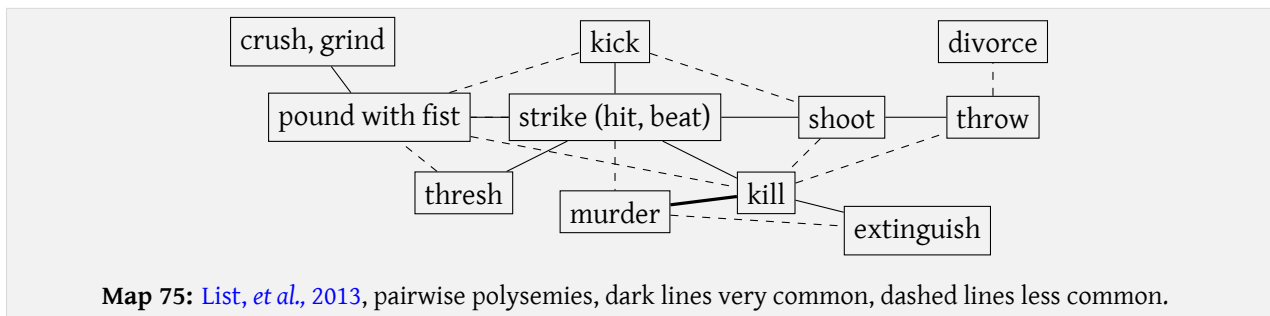 crush, grind
kick
divorce
pound with fist
strike (hit, beat)
shoot
throw
thresh
murder
kill
extinguish
Map 75: List, et al., 2013, pairwise polysemies, dark lines very common, dashed lines less common.